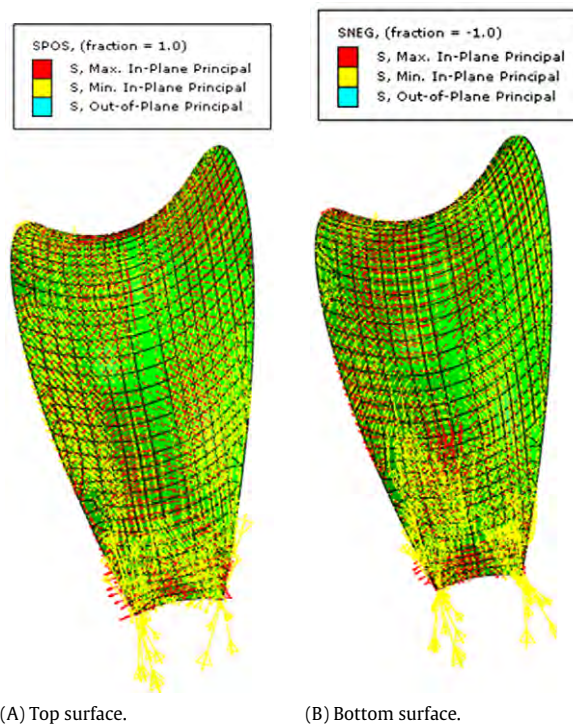 SPOS, (fraction = 1.0)
S, Max. In-Plane Principal
S, Min. In-Plane Principal
S, Out-of-Plane Principal
SNEG, (fraction = -1.0)
S, Max. In-Plane Principal
S, Min. In-Plane Principal
S, Out-of-Plane Principal
(A) Top surface.
(B) Bottom surface.